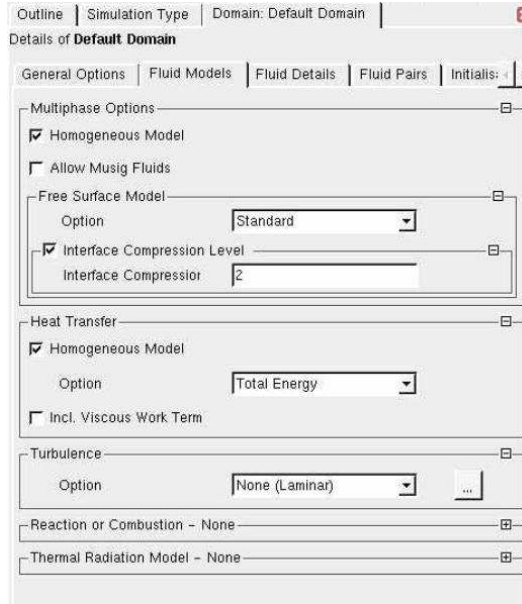 Outline Simulation Type Domain: Default Domain
Details of Default Domain
General Options Fluid Models Fluid Details Fluid Pairs Initialis
Multiphase Options
Homogeneous Model
Allow Musig Fluids
Free Surface Model
Option Standard
Interface Compression Level
Interface Compressior 2
Heat Transfer
Homogeneous Model
Option Total Energy
Incl. Viscous Work Term
Turbulence
Option None (Laminar) ...
Reaction or Combustion - None
Thermal Radiation Model - None